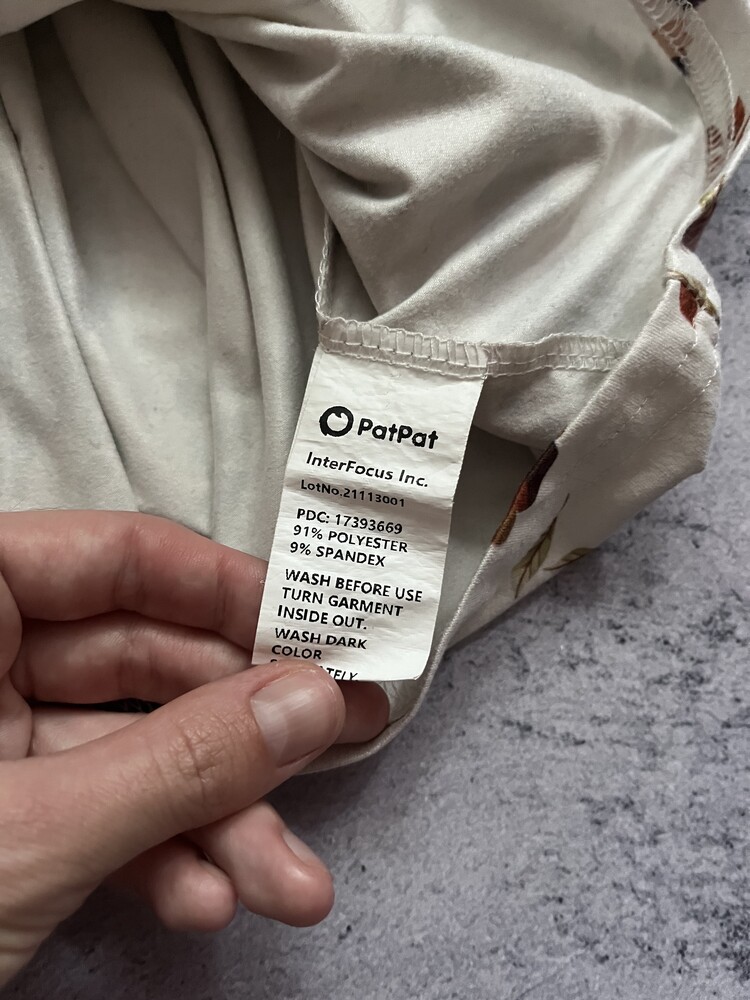 PatPat
InterFocus Inc.
LotNo.21113001
PDC: 17393669
91% POLYESTER
9% SPANDEX
WASH BEFORE USE
TURN GARMENT
INSIDE OUT.
WASH DARK
COLOR